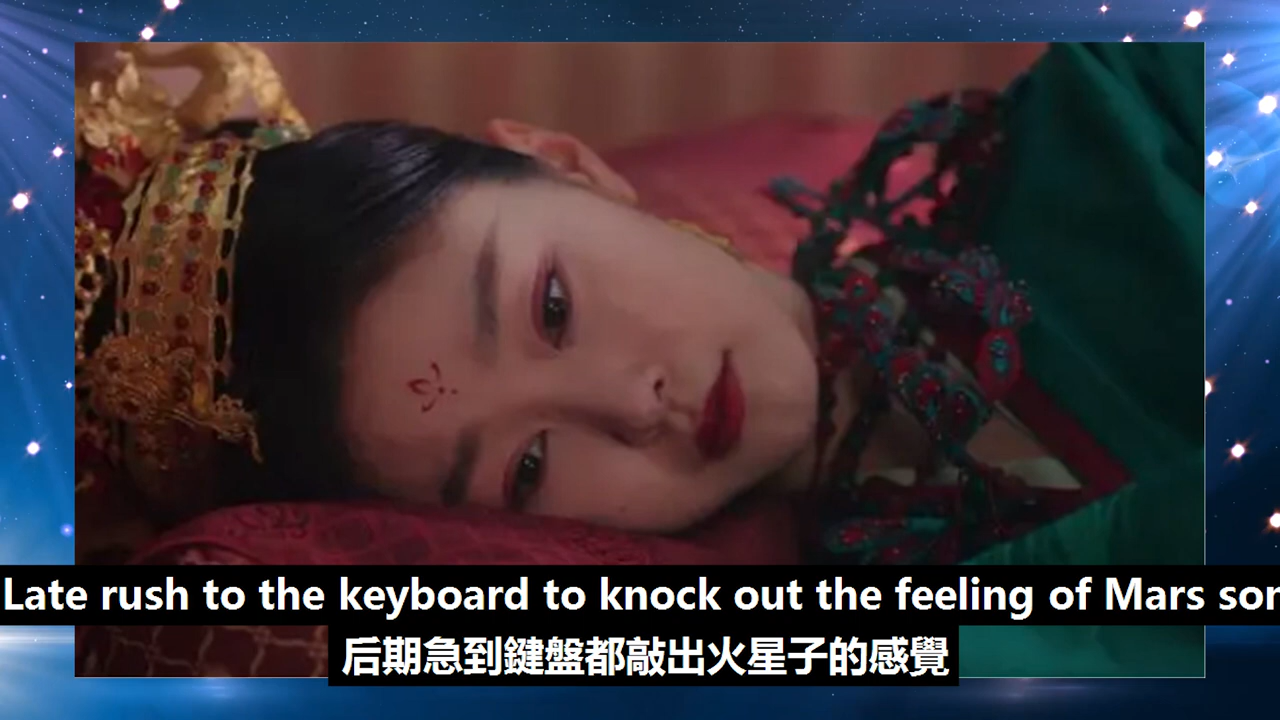 Late rush to the keyboard to knock out the feeling of Mars son
后期急到鍵盤都敲出火星子的感覺